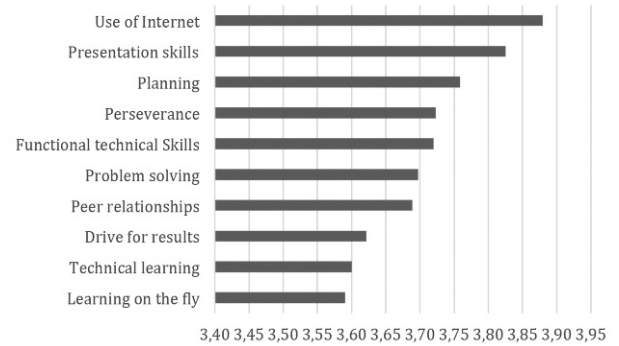 Use of Internet
Presentation skills
Planning
Perseverance
Functional technical Skills
Problem solving
Peer relationships
Drive for results
Technical learning
Learning on the fly
3,40 3,45 3,50 3,55 3,60 3,65 3,70 3,75 3,80 3,85 3,90 3,95